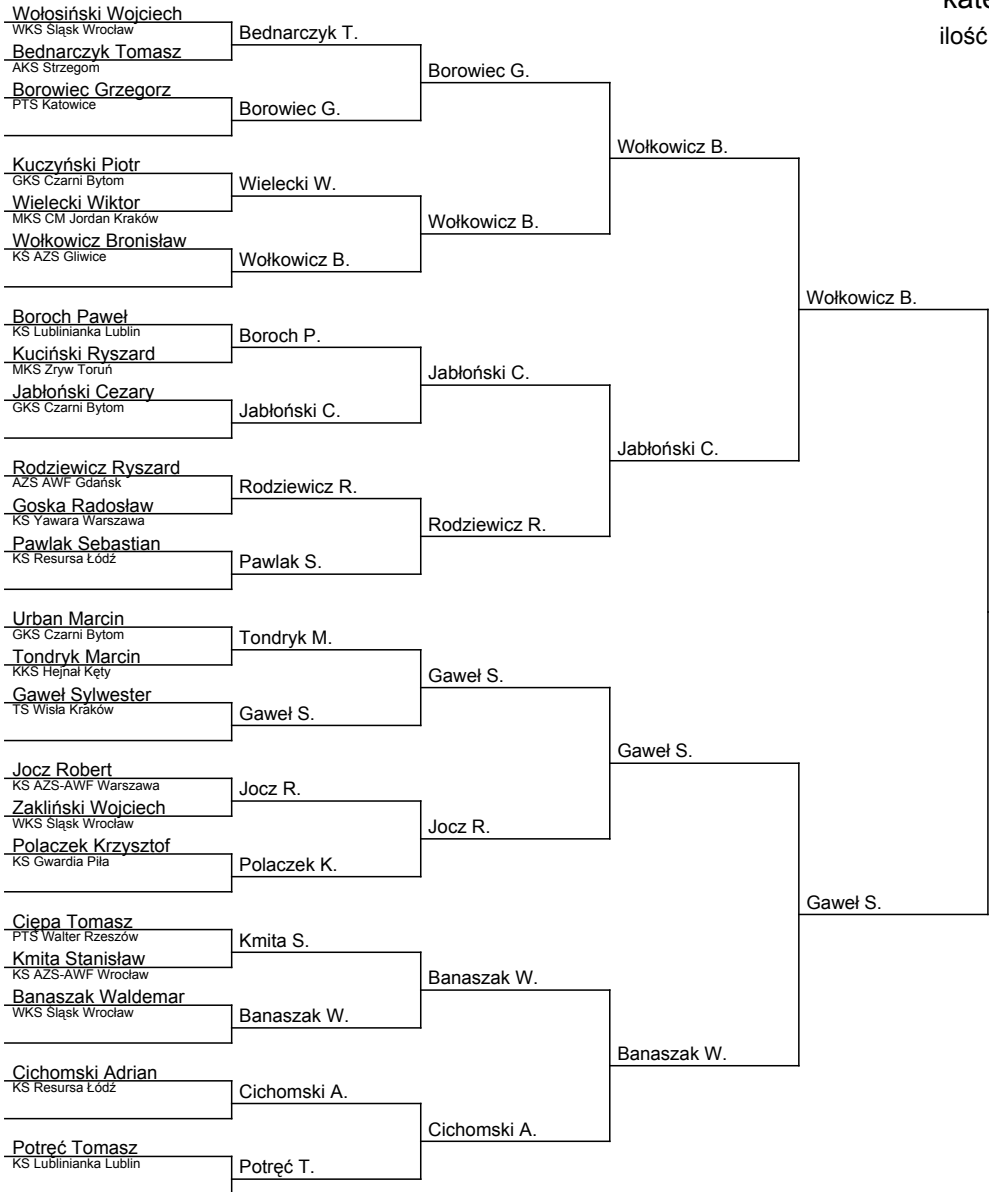 kate
ilość
Wołosiński Wojciech
WKS Śląsk Wrocław
Bednarczyk Tomasz
AKS Strzegom
Borowiec Grzegorz
PTS Katowice
Kuczyński Piotr
GKS Czarni Bytom
Wielecki Wiktor
MKS CM Jordan Kraków
Wołkowicz Bronisław
KS AZS Gliwice
Boroch Paweł
KS Lublinianka Lublin
Kuciński Ryszard
MKS Zryw Toruń
Jabłoński Cezary
GKS Czarni Bytom
Rodziewicz Ryszard
AZS AWF Gdańsk
Goska Radosław
KS Yawara Warszawa
Pawlak Sebastian
KS Resursa Łódź
Urban Marcin
GKS Czarni Bytom
Tondryk Marcin
KKS Hejnał Kęty
Gaweł Sylwester
TS Wisła Kraków
Jocz Robert
KS AZS-AWF Warszawa
Zakliński Wojciech
WKS Śląsk Wrocław
Polaczek Krzysztof
KS Gwardia Piła
Ciępa Tomasz
PTS Walter Rzeszów
Kmita Stanisław
KS AZS-AWF Wrocław
Banaszak Waldemar
WKS Śląsk Wrocław
Cichomski Adrian
KS Resursa Łódź
Potręć Tomasz
KS Lublinianka Lublin
Bednarczyk T.
Borowiec G.
Wielecki W.
Wołkowicz B.
Boroch P.
Jabłoński C.
Rodziewicz R.
Pawlak S.
Tondryk M.
Gaweł S.
Jocz R.
Polaczek K.
Kmita S.
Banaszak W.
Cichomski A.
Potręć T.
Borowiec G.
Wołkowicz B.
Jabłoński C.
Rodziewicz R.
Gaweł S.
Jocz R.
Banaszak W.
Cichomski A.
Wołkowicz B.
Jabłoński C.
Gaweł S.
Banaszak W.
Wołkowicz B.
Gaweł S.